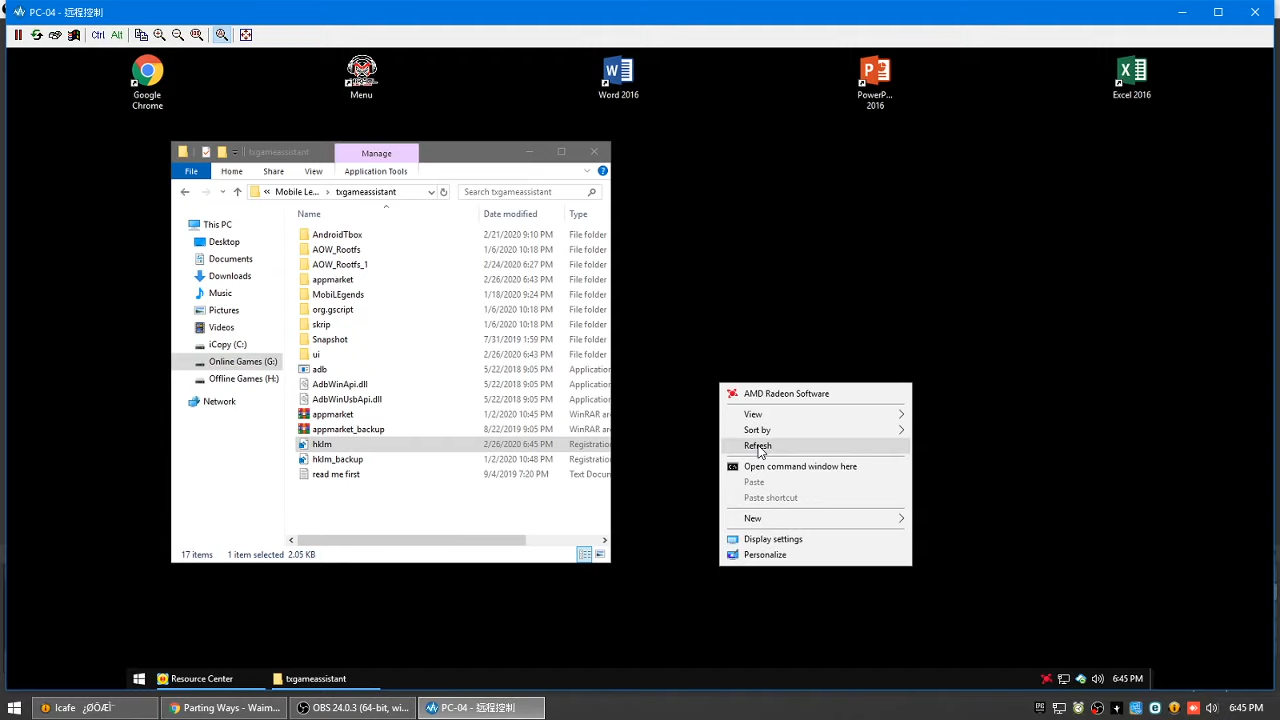 PC-04 - 远程控制
Ctrl Alt
Google
Chrome
Menu
Word 2016
PowerP...
2016
Excel 2016
txgameassistant
Manage
File Home Share View Application Tools
« Mobile Le... › txgameassistant
Search txgameassistant
Name Date modified Type
This PC
Desktop
Documents
Downloads
Music
Pictures
Videos
iCopy (C:)
Online Games (G:)
Offline Games (H:)
Network
AndroidTbox 2/21/2020 9:10 PM File folder
AOW_Rootfs 1/6/2020 10:18 PM File folder
AOW_Rootfs_1 2/24/2020 6:27 PM File folder
appmarket 2/26/2020 6:43 PM File folder
MobiLEgends 1/18/2020 9:24 PM File folder
org.gscript 1/6/2020 10:18 PM File folder
skrip 1/6/2020 10:18 PM File folder
Snapshot 7/31/2019 1:59 PM File folder
ui 2/26/2020 6:43 PM File folder
adb 5/22/2018 9:05 PM Applicatio
AdbWinApi.dll 5/22/2018 9:05 PM Applicatio
AdbWinUsbApi.dll 5/22/2018 9:05 PM Applicatio
appmarket 1/2/2020 10:45 PM WinRAR ar
appmarket_backup 8/22/2019 9:13 PM WinRAR ar
hklm 2/26/2020 6:45 PM Registratio
hklm_backup 1/2/2020 10:48 PM Registratio
read me first 9/4/2019 7:20 PM Text Docum
17 items 1 item selected 2.05 KB
AMD Radeon Software
View
Sort by
Refresh
Open command window here
Paste
Paste shortcut
New
Display settings
Personalize
Resource Center
txgameassistant
6:45 PM
Icafe ¿ØÖÆÌ¨
Parting Ways - Waim...
OBS 24.0.3 (64-bit, w...
PC-04 - 远程控制
6:45 PM